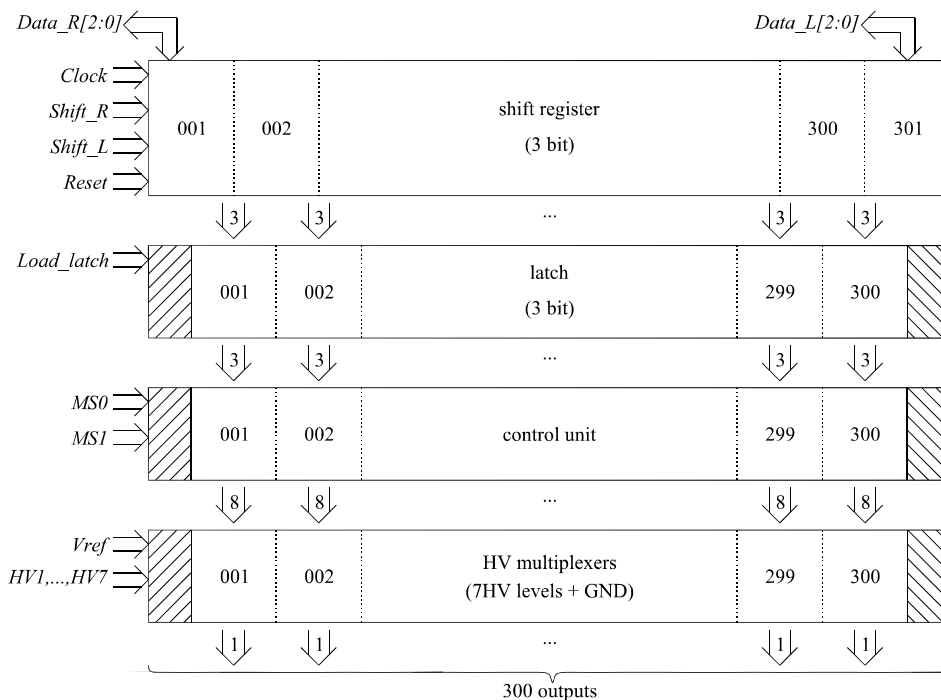 Data_R[2:0] Data_L[2:0]
Clock
Shift_R
Shift_L
Reset
001 002 shift register 300 301
(3 bit)
3 3 ... 3 3
Load_latch
001 002 latch 299 300
(3 bit)
3 3 ... 3 3
MS0
MS1
001 002 control unit 299 300
8 8 ... 8 8
Vref
HV1,...,HV7
001 002 HV multiplexers 299 300
(7HV levels + GND)
1 1 ... 1 1
300 outputs